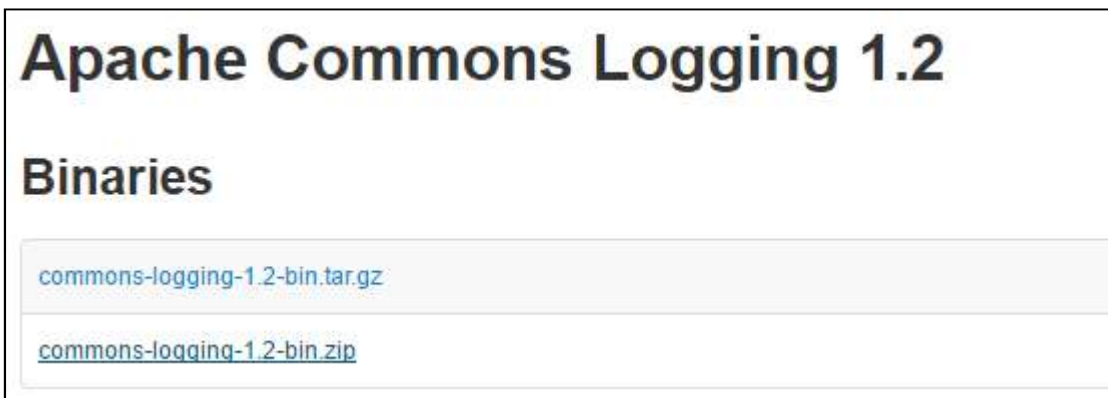 Apache Commons Logging 1.2
Binaries
commons-logging-1.2-bin.tar.gz
commons-logging-1.2-bin.zip